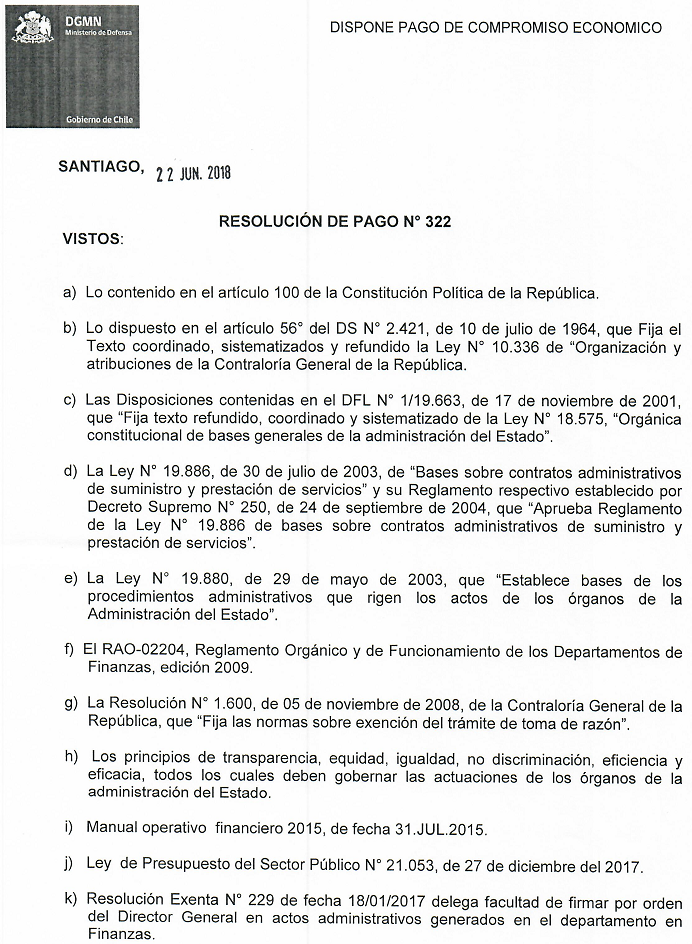 DGMN
Ministerio de Defensa
Gobierno de Chile
DISPONE PAGO DE COMPROMISO ECONOMICO
SANTIAGO, 22 JUN. 2018
RESOLUCIÓN DE PAGO N° 322
VISTOS:
a) Lo contenido en el artículo 100 de la Constitución Política de la República.
b) Lo dispuesto en el artículo 56° del DS N° 2.421, de 10 de julio de 1964, que Fija el
Texto coordinado, sistematizados y refundido la Ley N° 10.336 de “Organización y
atribuciones de la Contraloría General de la República.
c) Las Disposiciones contenidas en el DFL N° 1/19.663, de 17 de noviembre de 2001,
que “Fija texto refundido, coordinado y sistematizado de la Ley N° 18.575, “Orgánica
constitucional de bases generales de la administración del Estado”.
d) La Ley N° 19.886, de 30 de julio de 2003, de “Bases sobre contratos administrativos
de suministro y prestación de servicios” y su Reglamento respectivo establecido por
Decreto Supremo N° 250, de 24 de septiembre de 2004, que “Aprueba Reglamento
de la Ley N° 19.886 de bases sobre contratos administrativos de suministro y
prestación de servicios”.
e) La Ley N° 19.880, de 29 de mayo de 2003, que “Establece bases de los
procedimientos administrativos que rigen los actos de los órganos de la
Administración del Estado”.
f) El RAO-02204, Reglamento Orgánico y de Funcionamiento de los Departamentos de
Finanzas, edición 2009.
g) La Resolución N° 1.600, de 05 de noviembre de 2008, de la Contraloría General de la
República, que “Fija las normas sobre exención del trámite de toma de razón”.
h) Los principios de transparencia, equidad, igualdad, no discriminación, eficiencia y
eficacia, todos los cuales deben gobernar las actuaciones de los órganos de la
administración del Estado.
i) Manual operativo financiero 2015, de fecha 31.JUL.2015.
j) Ley de Presupuesto del Sector Público N° 21.053, de 27 de diciembre del 2017.
k) Resolución Exenta N° 229 de fecha 18/01/2017 delega facultad de firmar por orden
del Director General en actos administrativos generados en el departamento en
Finanzas.